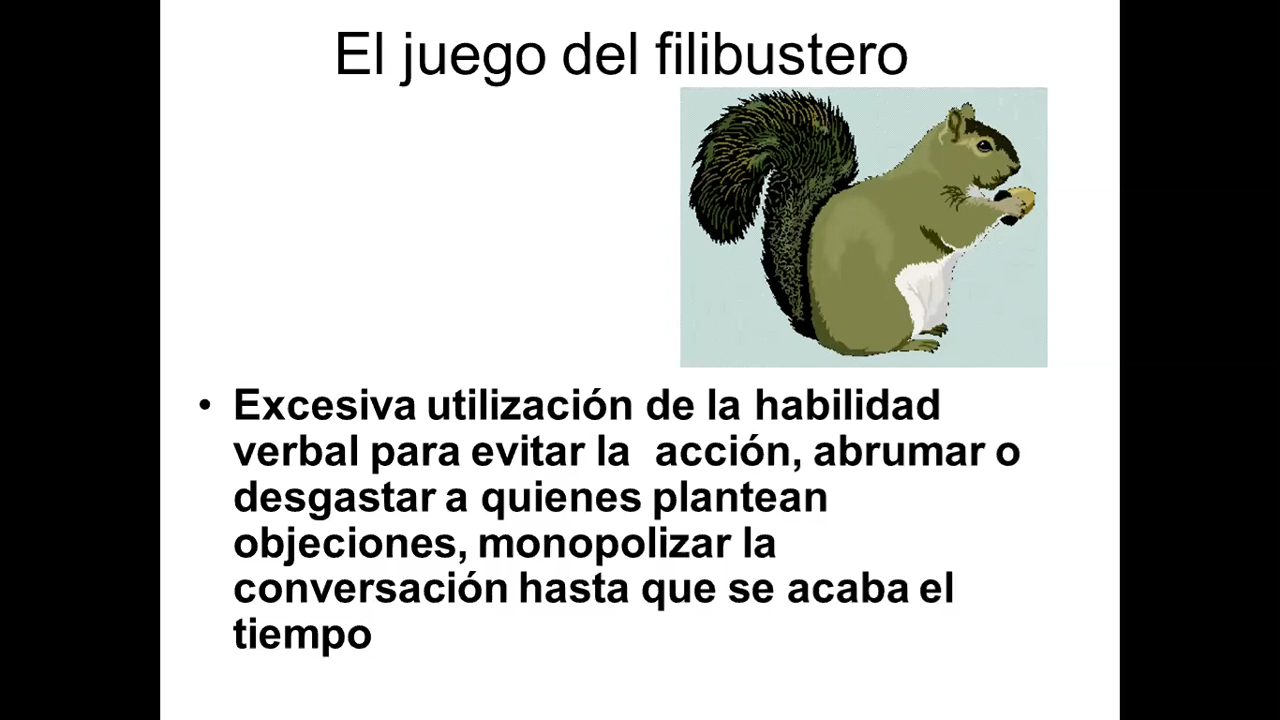 El juego del filibustero
• Excesiva utilización de la habilidad
verbal para evitar la  acción, abrumar o
desgastar a quienes plantean
objeciones, monopolizar la
conversación hasta que se acaba el
tiempo